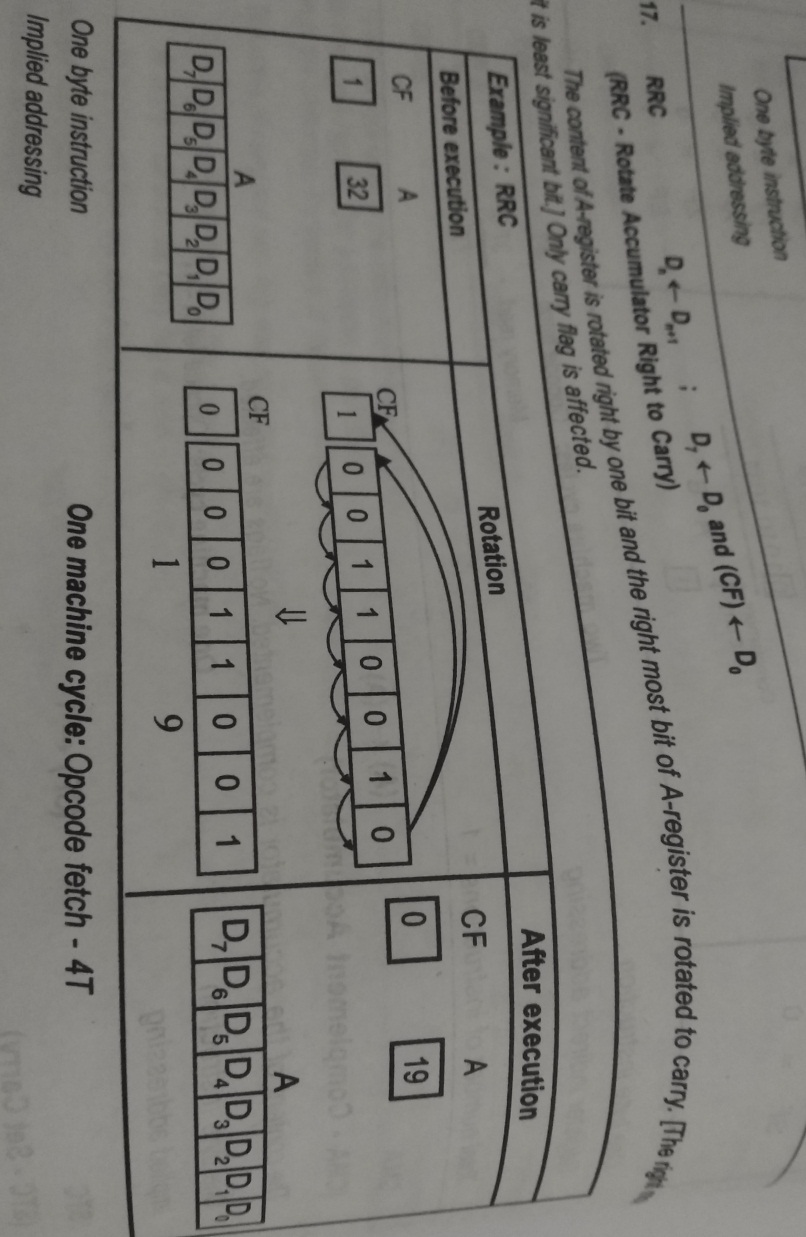 One byte instruction
Implied addressing
17. RRC Dₙ ← Dₙ₊₁ ; D₇ ← D₀ and (CF) ← D₀
(RRC - Rotate Accumulator Right to Carry)
The content of A-register is rotated right by one bit and the right most bit of A-register is rotated to carry. [The right
it is least significant bit.] Only carry flag is affected.
Example : RRC
Before execution Rotation After execution
CF A CF CF A
1 32 1 0 0 1 1 0 0 1 0 0 19
⇓
A CF A
D₇ D₆ D₅ D₄ D₃ D₂ D₁ D₀ 0 0 0 0 1 1 0 0 1 D₇ D₆ D₅ D₄ D₃ D₂ D₁ D₀
1 9
One byte instruction One machine cycle: Opcode fetch - 4T
Implied addressing